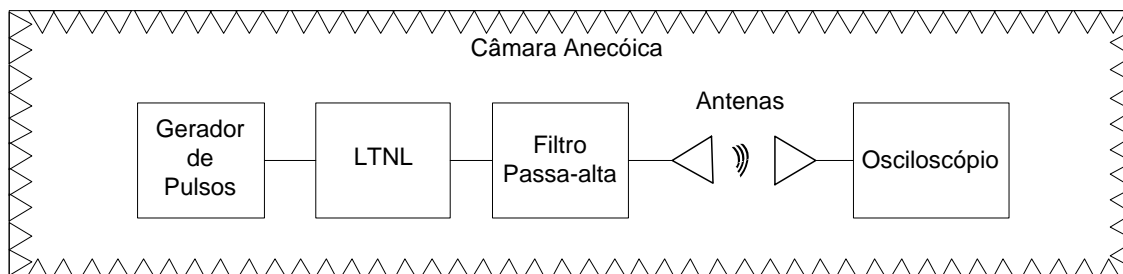 Câmara Anecóica
Gerador
de
Pulsos
LTNL
Filtro
Passa-alta
Antenas
Osciloscópio